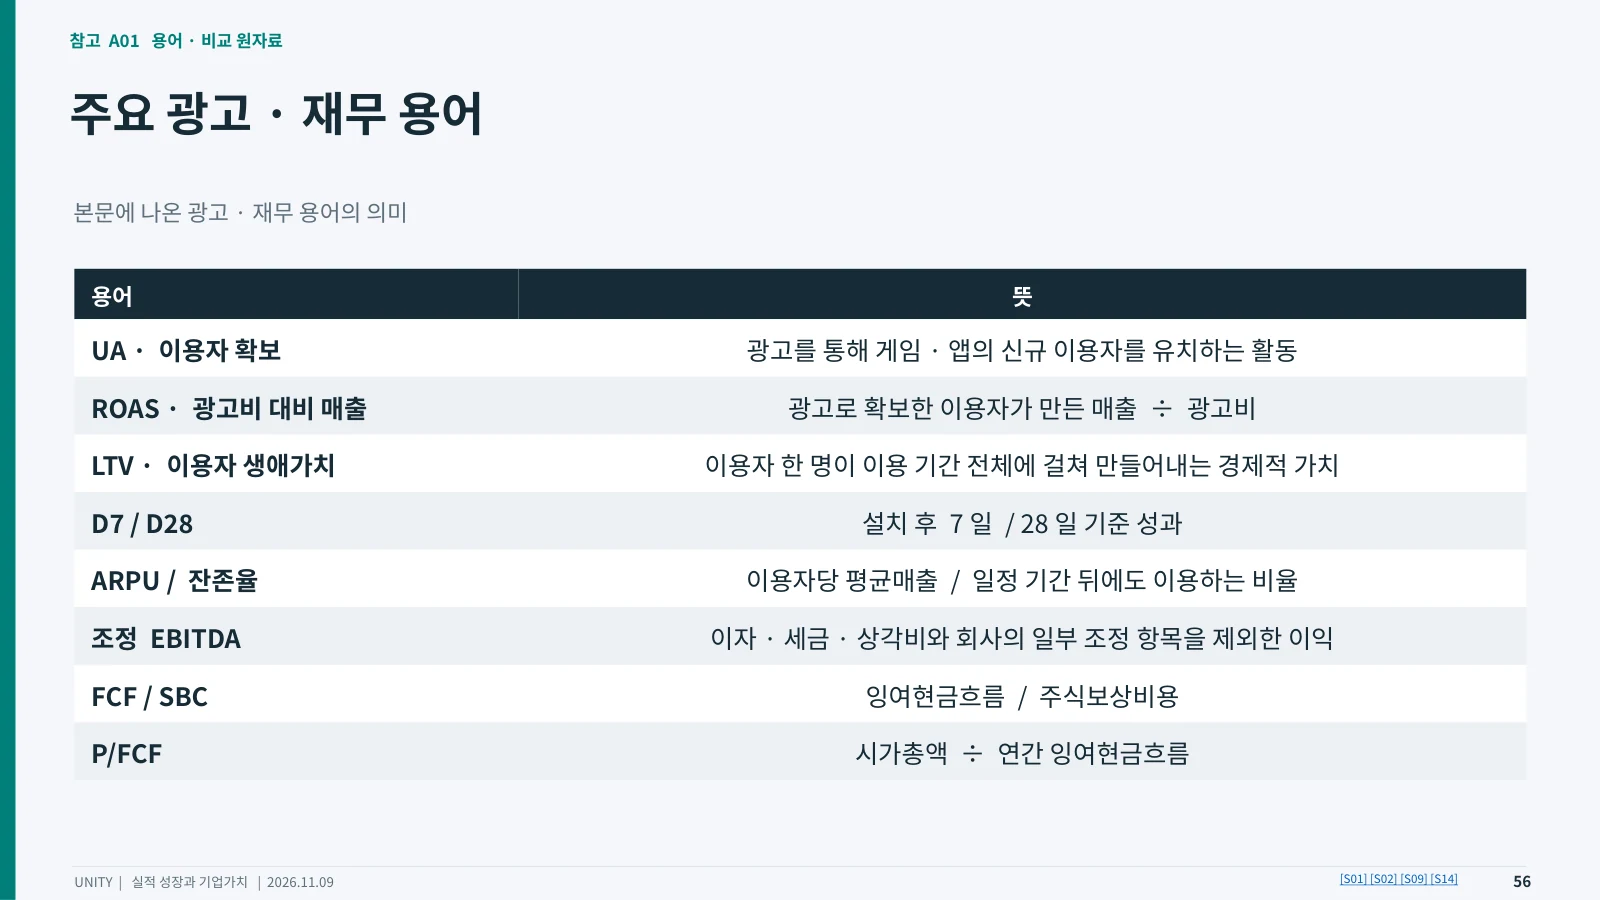 참고 A01 용어 · 비교 원자료
주요 광고 · 재무 용어
본문에 나온 광고 · 재무 용어의 의미
용어 뜻
UA · 이용자 확보 광고를 통해 게임 · 앱의 신규 이용자를 유치하는 활동
ROAS · 광고비 대비 매출 광고로 확보한 이용자가 만든 매출 ÷ 광고비
LTV · 이용자 생애가치 이용자 한 명이 이용 기간 전체에 걸쳐 만들어내는 경제적 가치
D7 / D28 설치 후 7 일 / 28 일 기준 성과
ARPU / 잔존율 이용자당 평균매출 / 일정 기간 뒤에도 이용하는 비율
조정 EBITDA 이자 · 세금 · 상각비와 회사의 일부 조정 항목을 제외한 이익
FCF / SBC 잉여현금흐름 / 주식보상비용
P/FCF 시가총액 ÷ 연간 잉여현금흐름
UNITY | 실적 성장과 기업가치 | 2026.11.09 [S01] [S02] [S09] [S14] 56